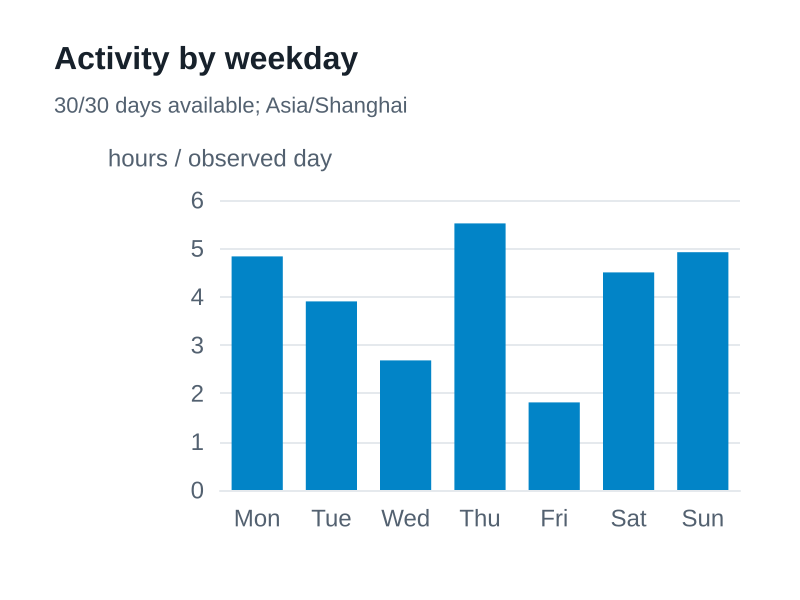 Activity by weekday
30/30 days available; Asia/Shanghai
hours / observed day
6
5
4
3
2
1
0
Mon Tue Wed Thu Fri Sat Sun